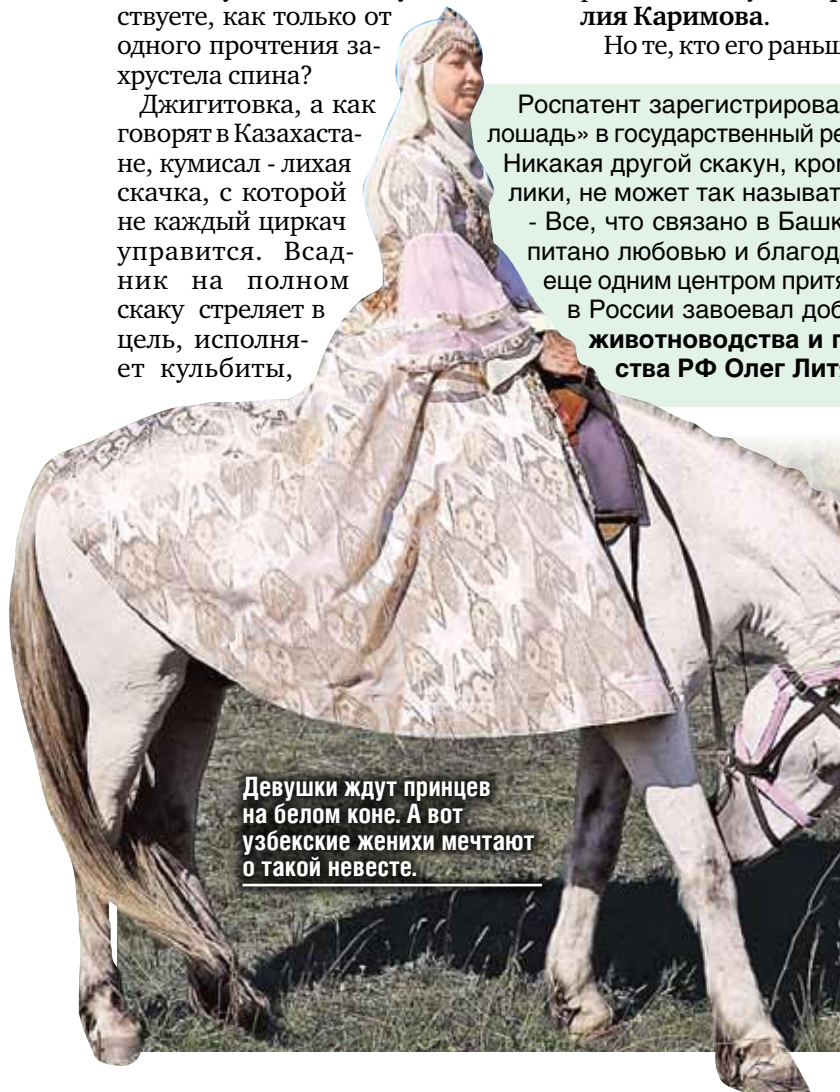 ствуете, как только от
одного прочтения за-
хрустела спина?
Джигитовка, а как
говорят в Казахаста-
не, кумисал - лихая
скачка, с которой
не каждый циркач
управится. Всад-
ник на полном
скаку стреляет в
цель, исполня-
ет кульбиты,
лия Каримова.
Но те, кто его раньш
Роспатент зарегистрирова
лошадь» в государственный ре
Никакая другой скакун, кро
лики, не может так называт
- Все, что связано в Башк
питано любовью и благод
еще одним центром притя
в России завоевал доб
животноводства и п
ства РФ Олег Лит
Девушки ждут принцев
на белом коне. А вот
узбекские женихи мечтают
о такой невесте.